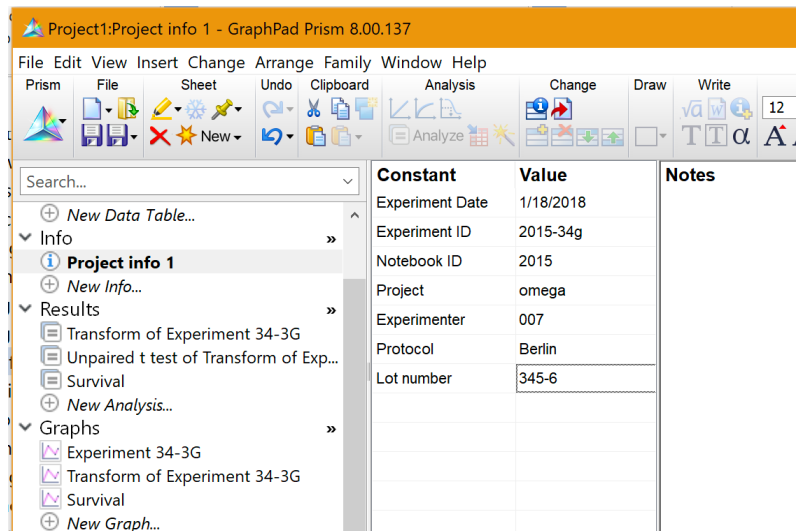 Project1:Project info 1 - GraphPad Prism 8.00.137
File Edit View Insert Change Arrange Family Window Help
Prism File Sheet Undo Clipboard Analysis Change Draw Write
12
New
Analyze
Search...
New Data Table...
Info
Project info 1
New Info...
Results
Transform of Experiment 34-3G
Unpaired t test of Transform of Exp...
Survival
New Analysis...
Graphs
Experiment 34-3G
Transform of Experiment 34-3G
Survival
New Graph...
Constant Value Notes
Experiment Date 1/18/2018
Experiment ID 2015-34g
Notebook ID 2015
Project omega
Experimenter 007
Protocol Berlin
Lot number 345-6